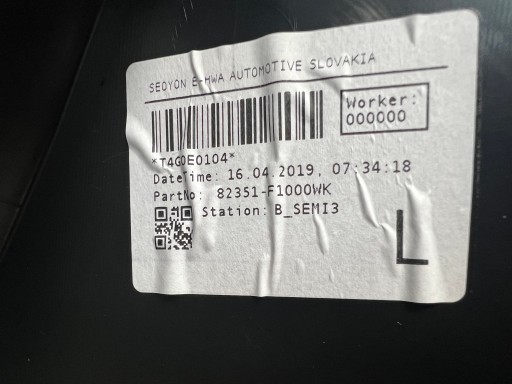 SEOYON E-HWA AUTOMOTIVE SLOVAKIA
Worker:
000000
*T4G0E0104*
DateTime: 16.04.2019, 07:34:18
PartNo: 82351-F1000WK
Station: B_SEMI3
L